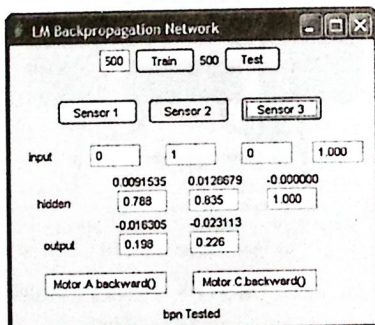 LM Backpropagation Network
500 Train 500 Test
Sensor 1 Sensor 2 Sensor 3
input 0 1 0 1.000
0.0091535 0.0126679 -0.000000
hidden 0.788 0.835 1.000
-0.016305 -0.023113
output 0.198 0.226
Motor.A.backward() Motor.C.backward()
bpn Tested